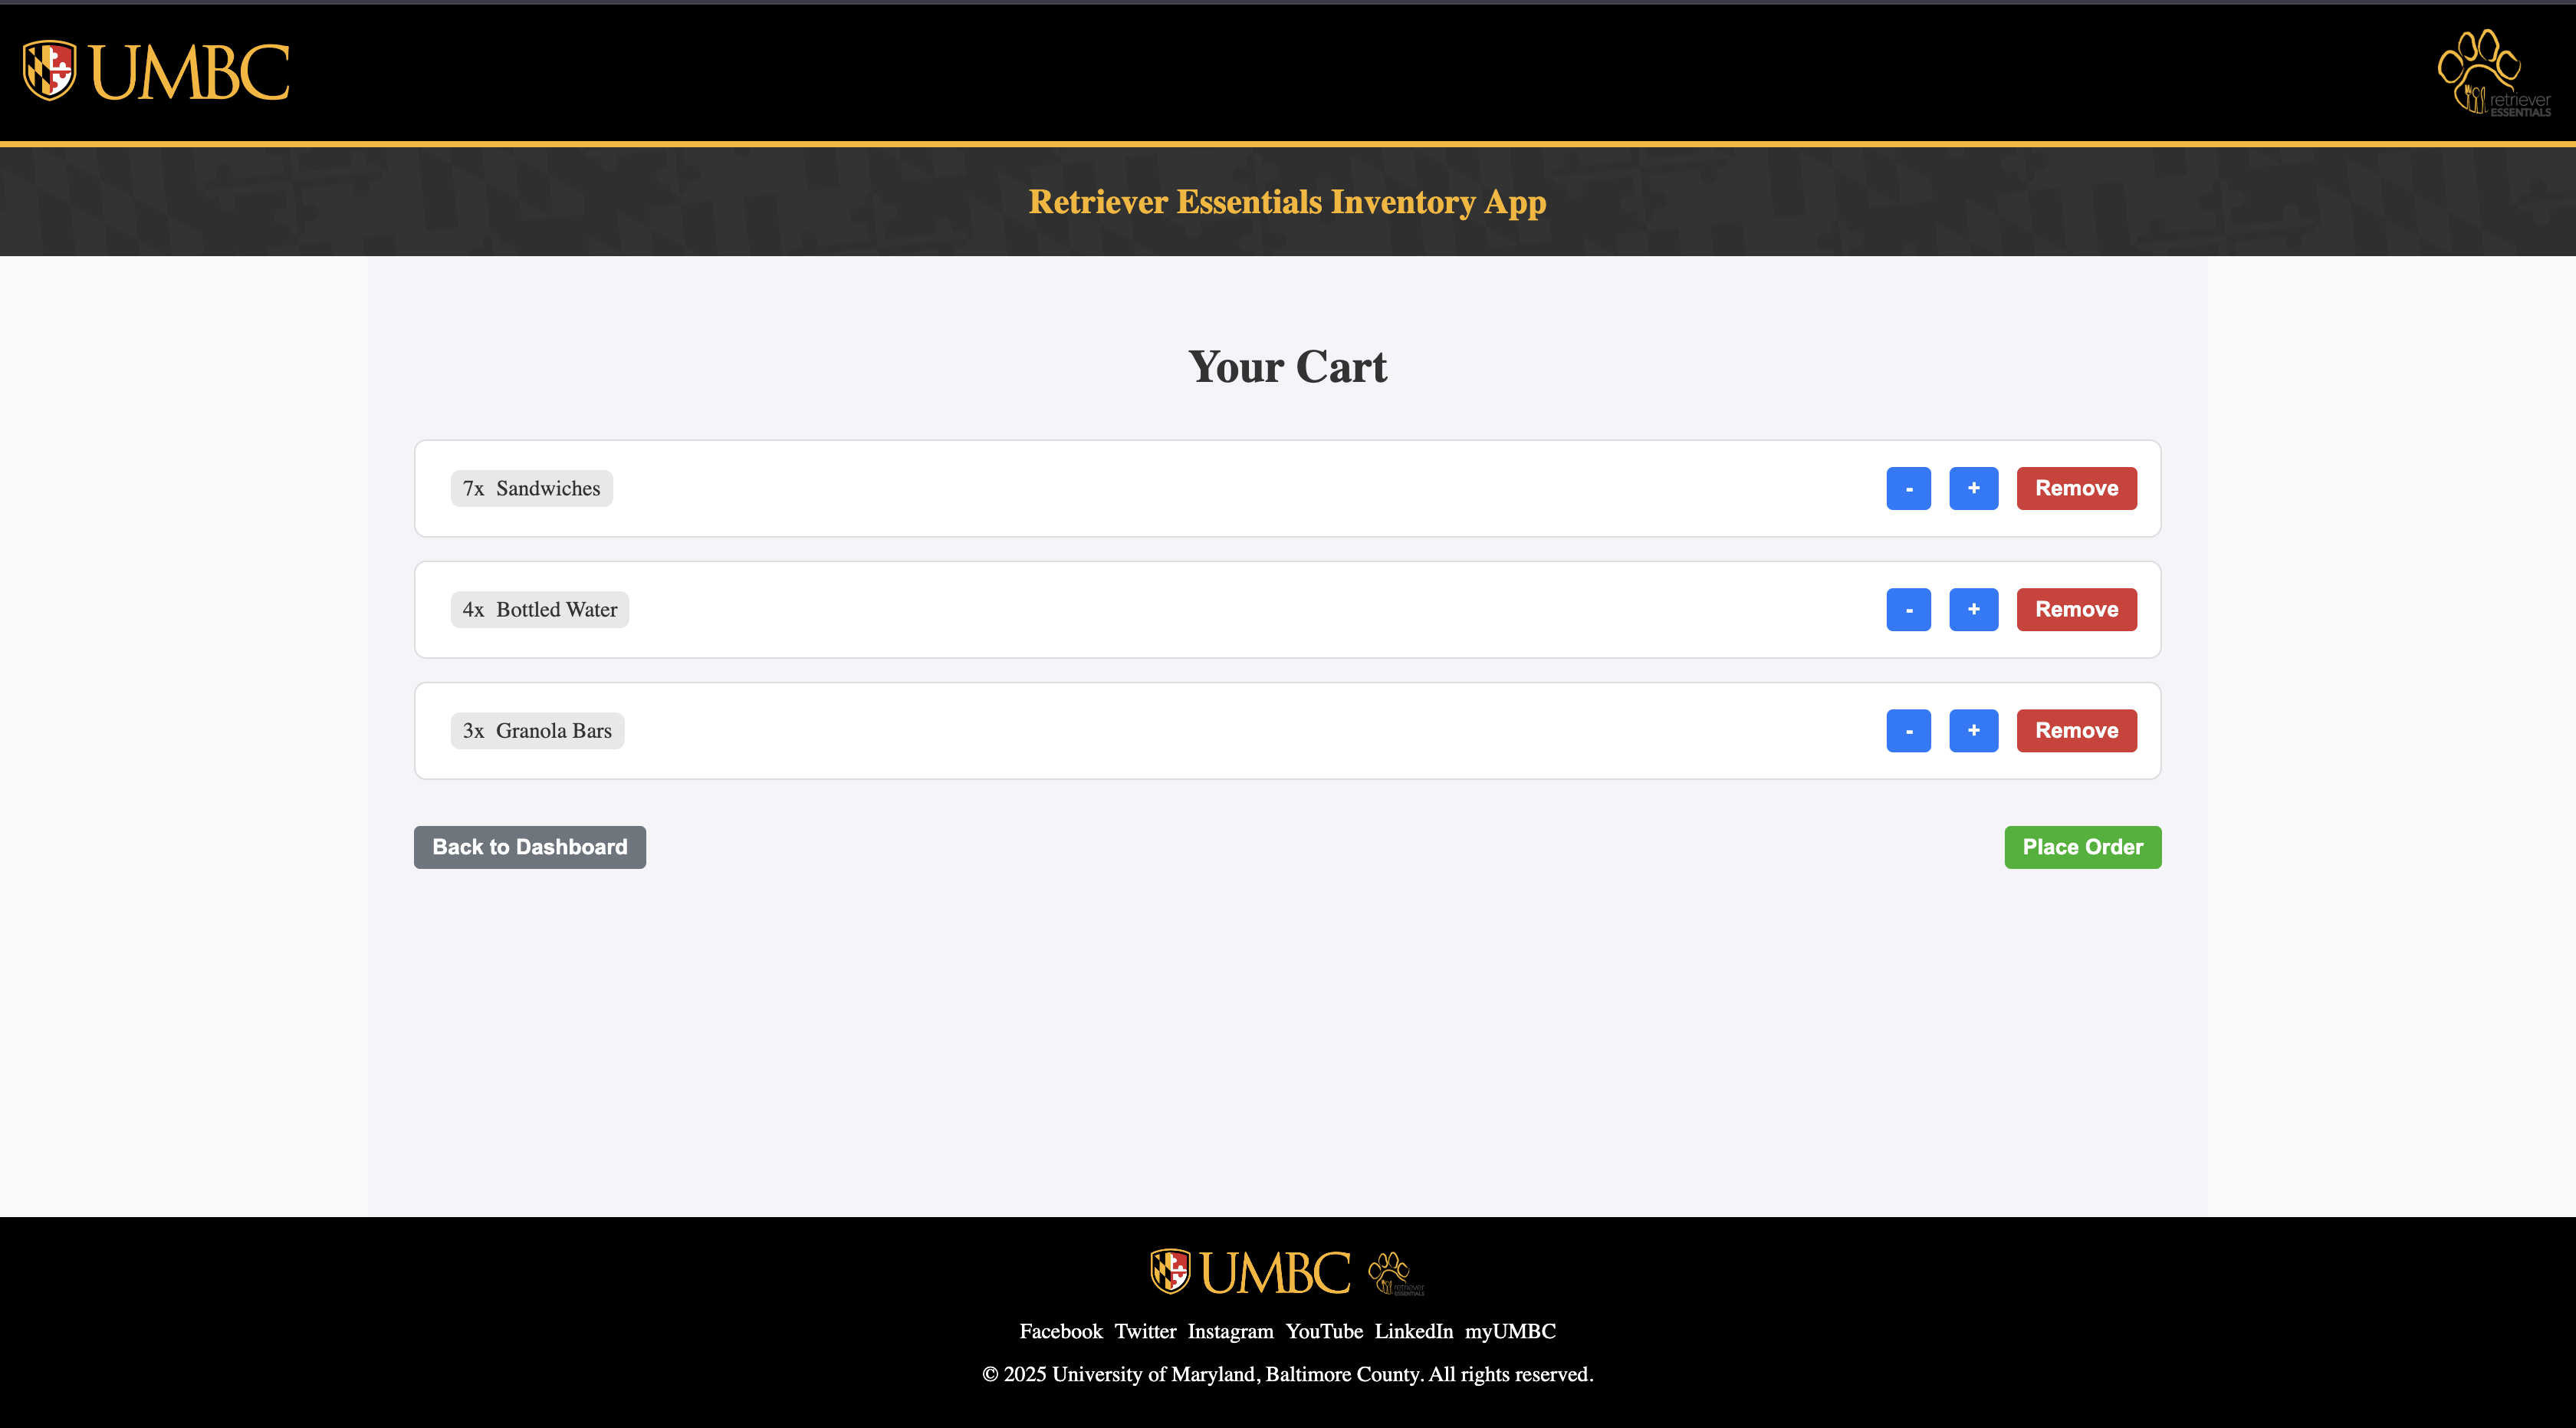 UMBC
retriever
ESSENTIALS
Retriever Essentials Inventory App
Your Cart
7x Sandwiches - + Remove
4x Bottled Water - + Remove
3x Granola Bars - + Remove
Back to Dashboard Place Order
UMBC
retriever
ESSENTIALS
Facebook Twitter Instagram YouTube LinkedIn myUMBC
© 2025 University of Maryland, Baltimore County. All rights reserved.